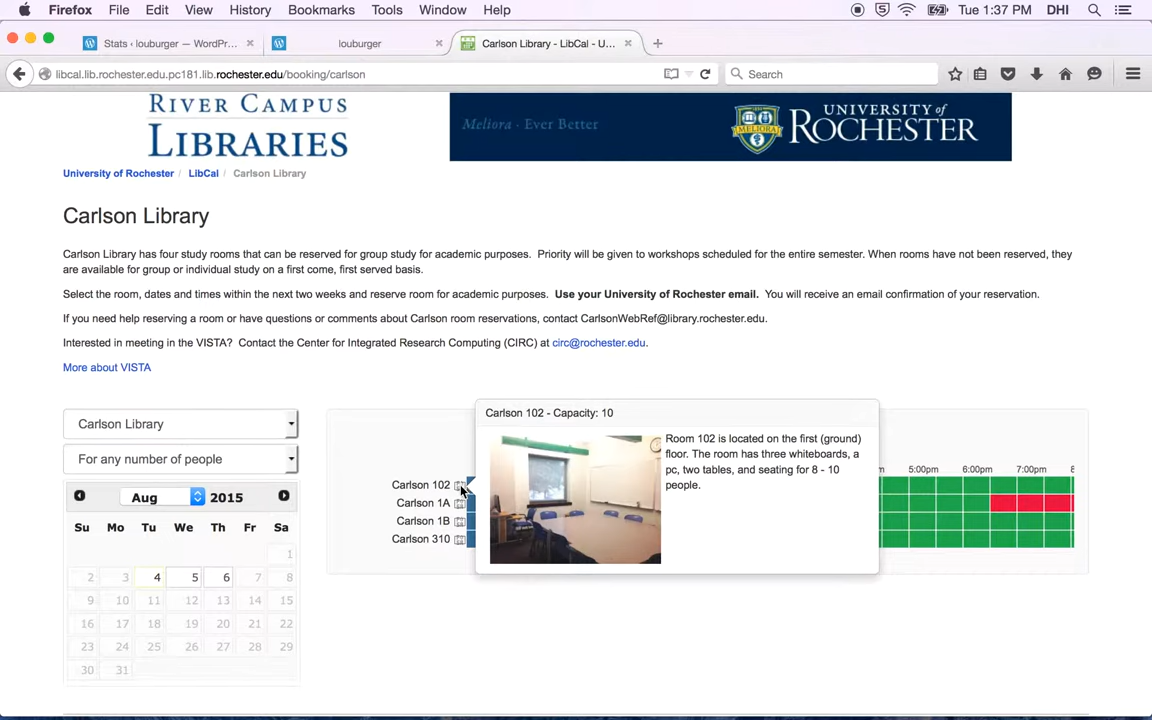 Firefox File Edit View History Bookmarks Tools Window Help Tue 1:37 PM DHI
Stats ‹ louburger — WordPr... × louburger × Carlson Library - LibCal - U... × +
libcal.lib.rochester.edu.pc181.lib.rochester.edu/booking/carlson Search
RIVER CAMPUS
LIBRARIES
Meliora · Ever Better
UNIVERSITY of
ROCHESTER
University of Rochester / LibCal / Carlson Library
Carlson Library
Carlson Library has four study rooms that can be reserved for group study for academic purposes. Priority will be given to workshops scheduled for the entire semester. When rooms have not been reserved, they
are available for group or individual study on a first come, first served basis.
Select the room, dates and times within the next two weeks and reserve room for academic purposes. Use your University of Rochester email. You will receive an email confirmation of your reservation.
If you need help reserving a room or have questions or comments about Carlson room reservations, contact CarlsonWebRef@library.rochester.edu.
Interested in meeting in the VISTA? Contact the Center for Integrated Research Computing (CIRC) at circ@rochester.edu.
More about VISTA
Carlson Library
For any number of people
Aug 2015
Su Mo Tu We Th Fr Sa
1
2 3 4 5 6 7 8
9 10 11 12 13 14 15
16 17 18 19 20 21 22
23 24 25 26 27 28 29
30 31
Carlson 102 - Capacity: 10
Room 102 is located on the first (ground)
floor. The room has three whiteboards, a
pc, two tables, and seating for 8 - 10
people.
m 5:00pm 6:00pm 7:00pm 8
Carlson 102
Carlson 1A
Carlson 1B
Carlson 310